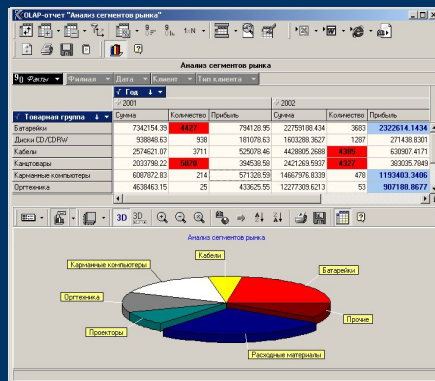 OLAP-отчет "Анализ сегментов рынка"
Анализ сегментов рынка
Факты Филиал Дата Клиент Тип клиента
Год
2001 2002
Товарная группа Сумма Количество Прибыль Сумма Количество Прибыль
Батарейки 7342154.39 4427 794128.95 22759188.434 3683 2322614.1434
Диски CD/CDRW 938848.63 938 181078.63 1603288.3627 1287 271438.8301
Кабели 2574621.07 3711 525078.46 4428805.2688 4385 630907.4171
Канцтовары 2033798.22 5070 394538.58 2421269.5937 4327 383035.7849
Карманные компьютеры 6087872.83 214 571328.59 14667976.8339 478 1193403.3406
Оргтехника 4638463.15 25 433625.55 12277309.6213 53 907188.8677
3D 3D
Анализ сегментов рынка
Кабели
Карманные компьютеры
Батарейки
Оргтехника
Прочие
Проекторы
Расходные материалы